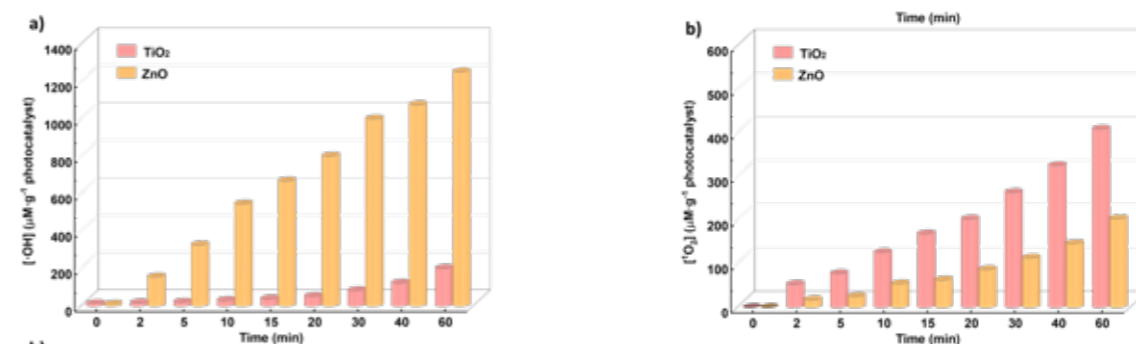 a)
1400
1200
1000
800
600
400
200
0
TiO₂
ZnO
[·OH] (μM·g⁻¹ photocatalyst)
0 2 5 10 15 20 30 40 60
Time (min)
Time (min)
b)
600
500
400
300
200
100
0
TiO₂
ZnO
[¹O₂] (μM·g⁻¹ photocatalyst)
0 2 5 10 15 20 30 40 60
Time (min)